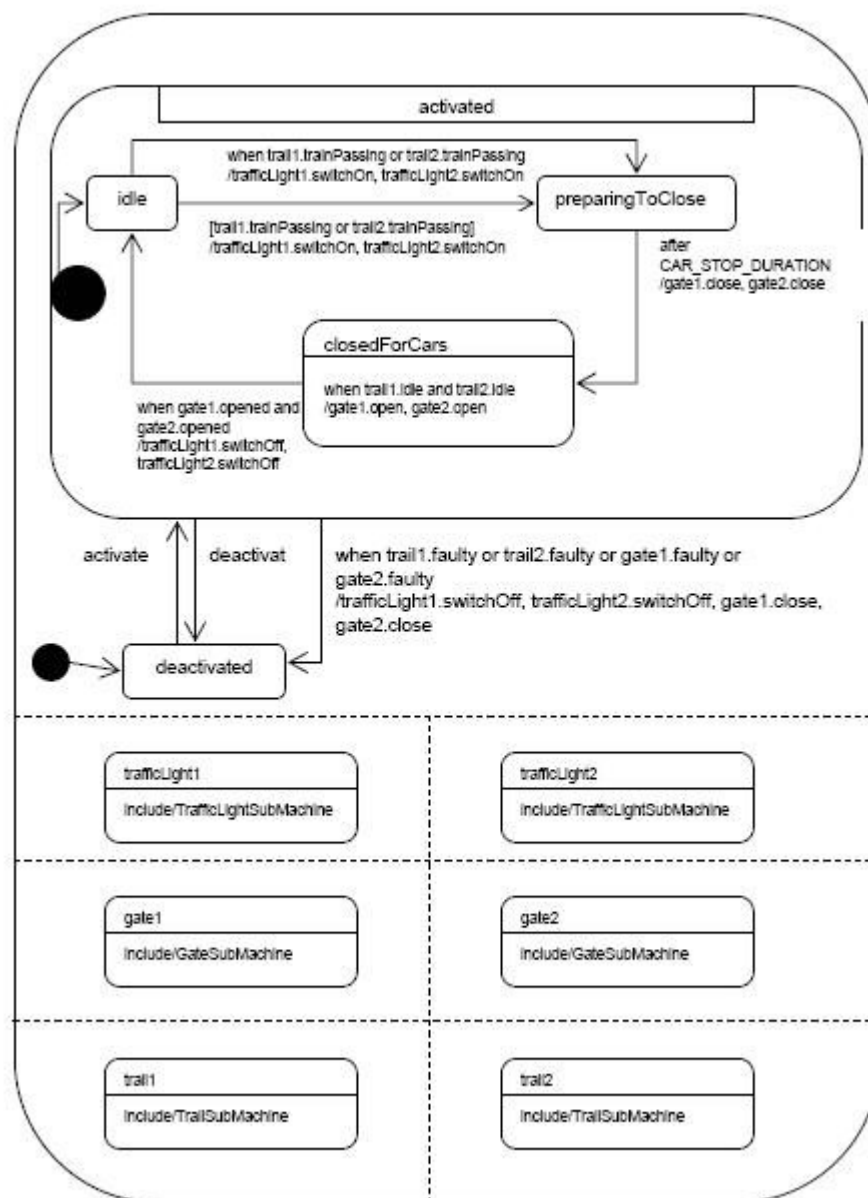 activated
when trail1.trainPassing or trail2.trainPassing
/trafficLight1.switchOn, trafficLight2.switchOn
idle
preparingToClose
[trail1.trainPassing or trail2.trainPassing]
/trafficLight1.switchOn, trafficLight2.switchOn
after
CAR_STOP_DURATION
/gate1.close, gate2.close
closedForCars
when trail1.idle and trail2.idle
/gate1.open, gate2.open
when gate1.opened and
gate2.opened
/trafficLight1.switchOff,
trafficLight2.switchOff
activate
deactivat
when trail1.faulty or trail2.faulty or gate1.faulty or
gate2.faulty
/trafficLight1.switchOff, trafficLight2.switchOff, gate1.close,
gate2.close
deactivated
trafficLight1
Include/TrafficLightSubMachine
trafficLight2
Include/TrafficLightSubMachine
gate1
Include/GateSubMachine
gate2
Include/GateSubMachine
trail1
Include/TrailSubMachine
trail2
Include/TrailSubMachine